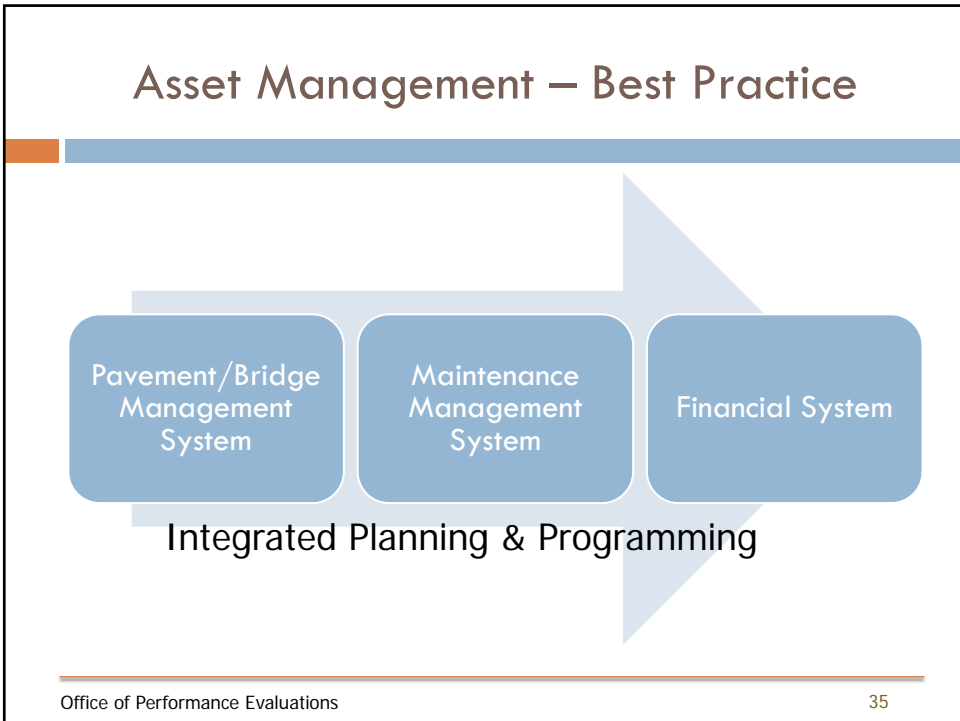 Asset Management – Best Practice
Pavement/Bridge
Management
System
Maintenance
Management
System
Financial System
Integrated Planning & Programming
Office of Performance Evaluations
35